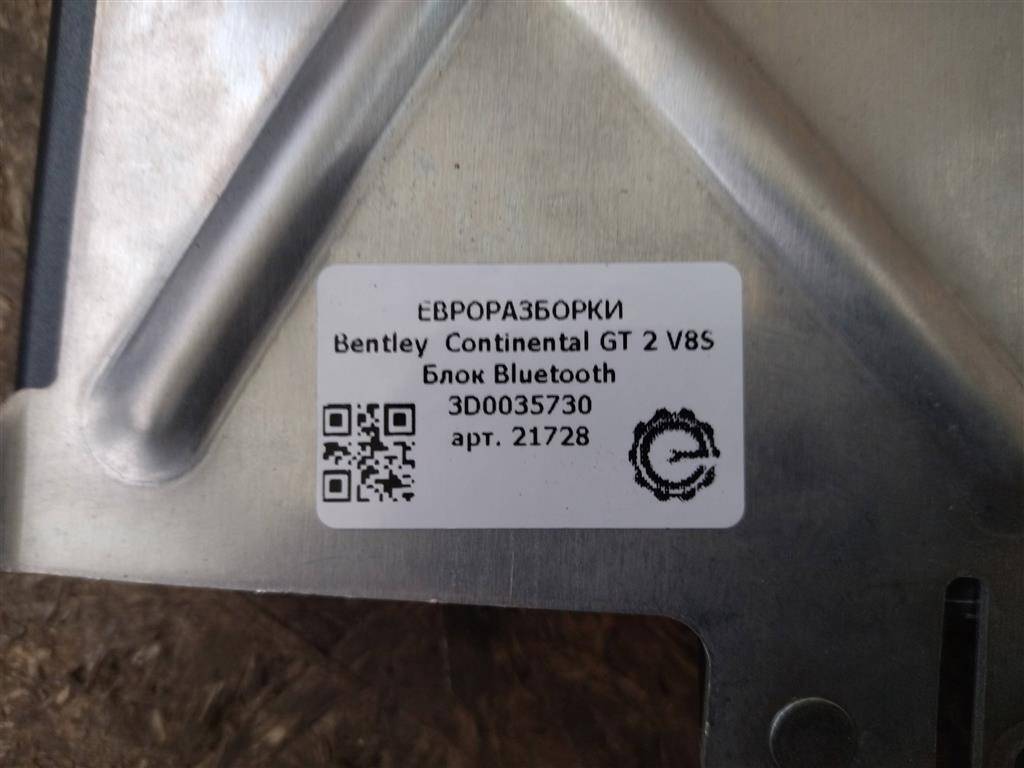 ЕВРОРАЗБОРКИ
Bentley Continental GT 2 V8S
Блок Bluetooth
3D0035730
арт. 21728